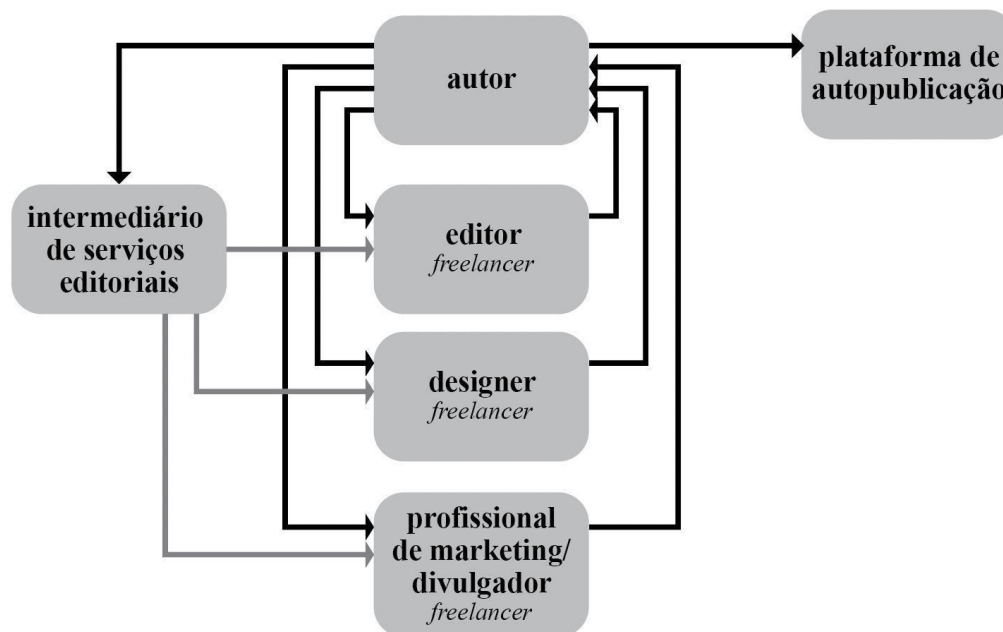 autor
plataforma de
autopublicação
intermediário
de serviços
editoriais
editor
freelancer
designer
freelancer
profissional
de marketing/
divulgador
freelancer